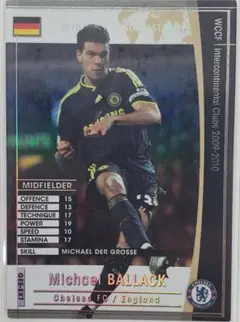 WCCF Intercontinental Clubs 2009-2010
MIDFIELDER
OFFENCE 15
DEFENCE 13
TECHNIQUE 17
POWER 19
SPEED 10
STAMINA 17
SKILL MICHAEL DER GROSSE
Michael BALLACK
Chelsea FC / England